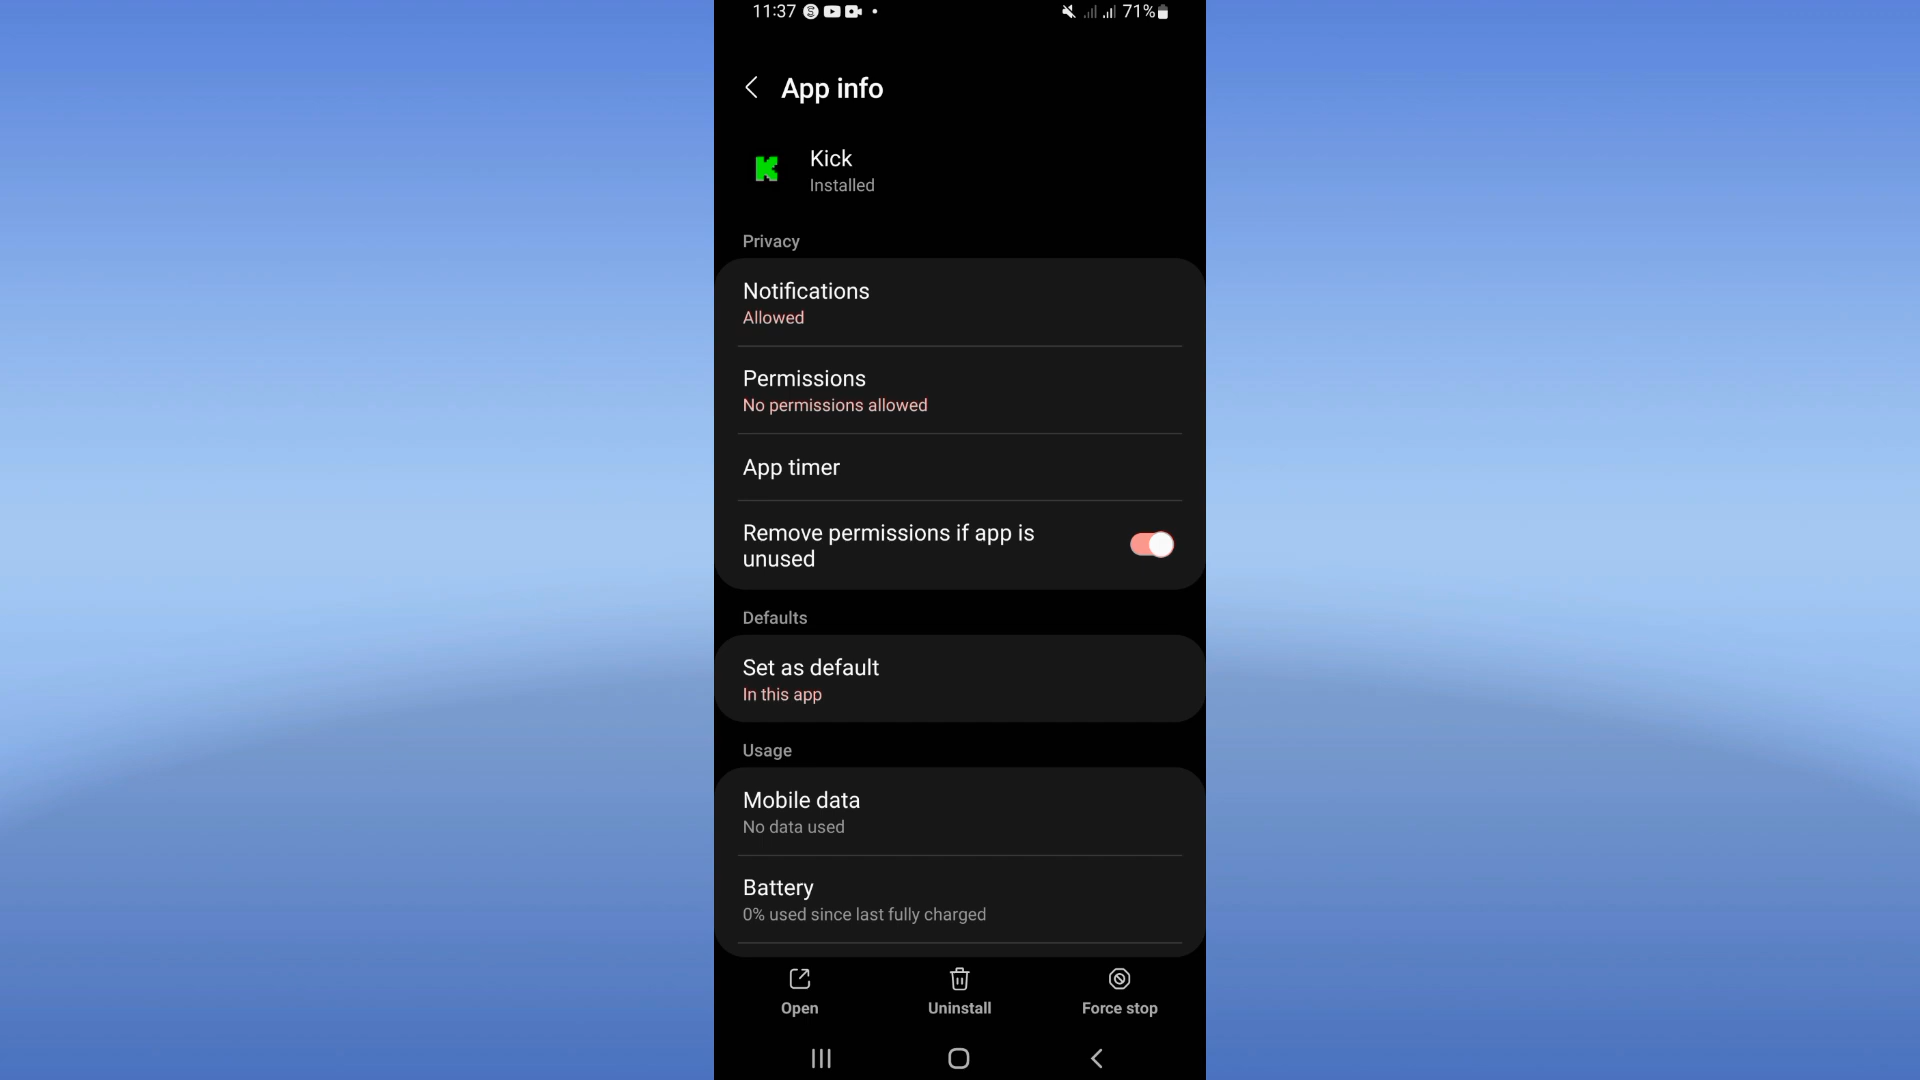 11:37
71%
App info
Kick
Installed
Privacy
Notifications
Allowed
Permissions
No permissions allowed
App timer
Remove permissions if app is
unused
Defaults
Set as default
In this app
Usage
Mobile data
No data used
Battery
0% used since last fully charged
Open
Uninstall
Force stop